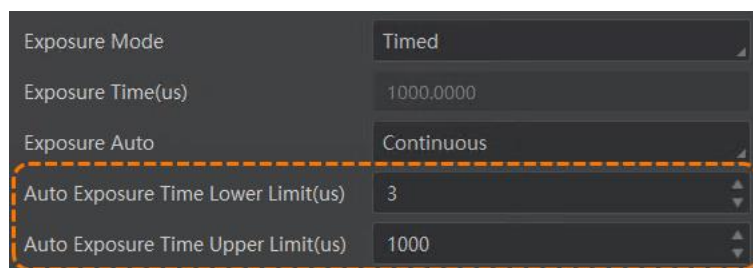 Exposure Mode Timed
Exposure Time(us) 1000.0000
Exposure Auto Continuous
Auto Exposure Time Lower Limit(us) 3
Auto Exposure Time Upper Limit(us) 1000